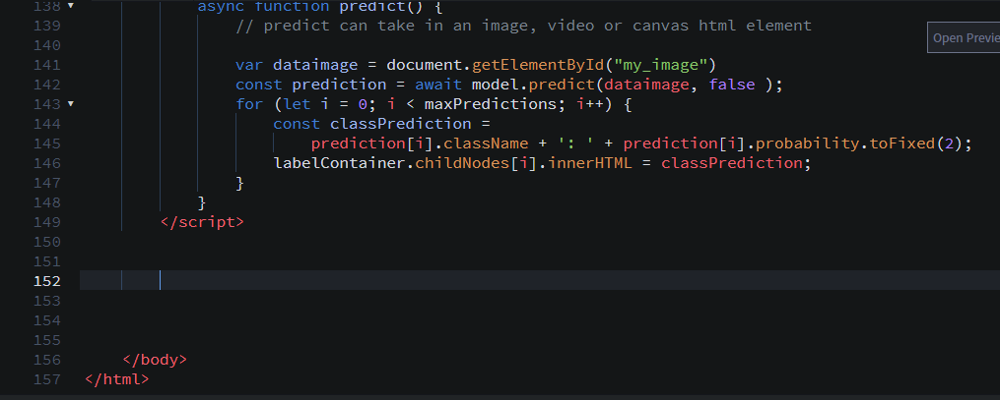 138 async function predict() {
139 // predict can take in an image, video or canvas html element
140
Open Previe
141 var dataimage = document.getElementById("my_image")
142 const prediction = await model.predict(dataimage, false );
143 for (let i = 0; i < maxPredictions; i++) {
144 const classPrediction =
145 prediction[i].className + ': ' + prediction[i].probability.toFixed(2);
146 labelContainer.childNodes[i].innerHTML = classPrediction;
147 }
148 }
149 </script>
150
151
152
153
154
155
156 </body>
157 </html>